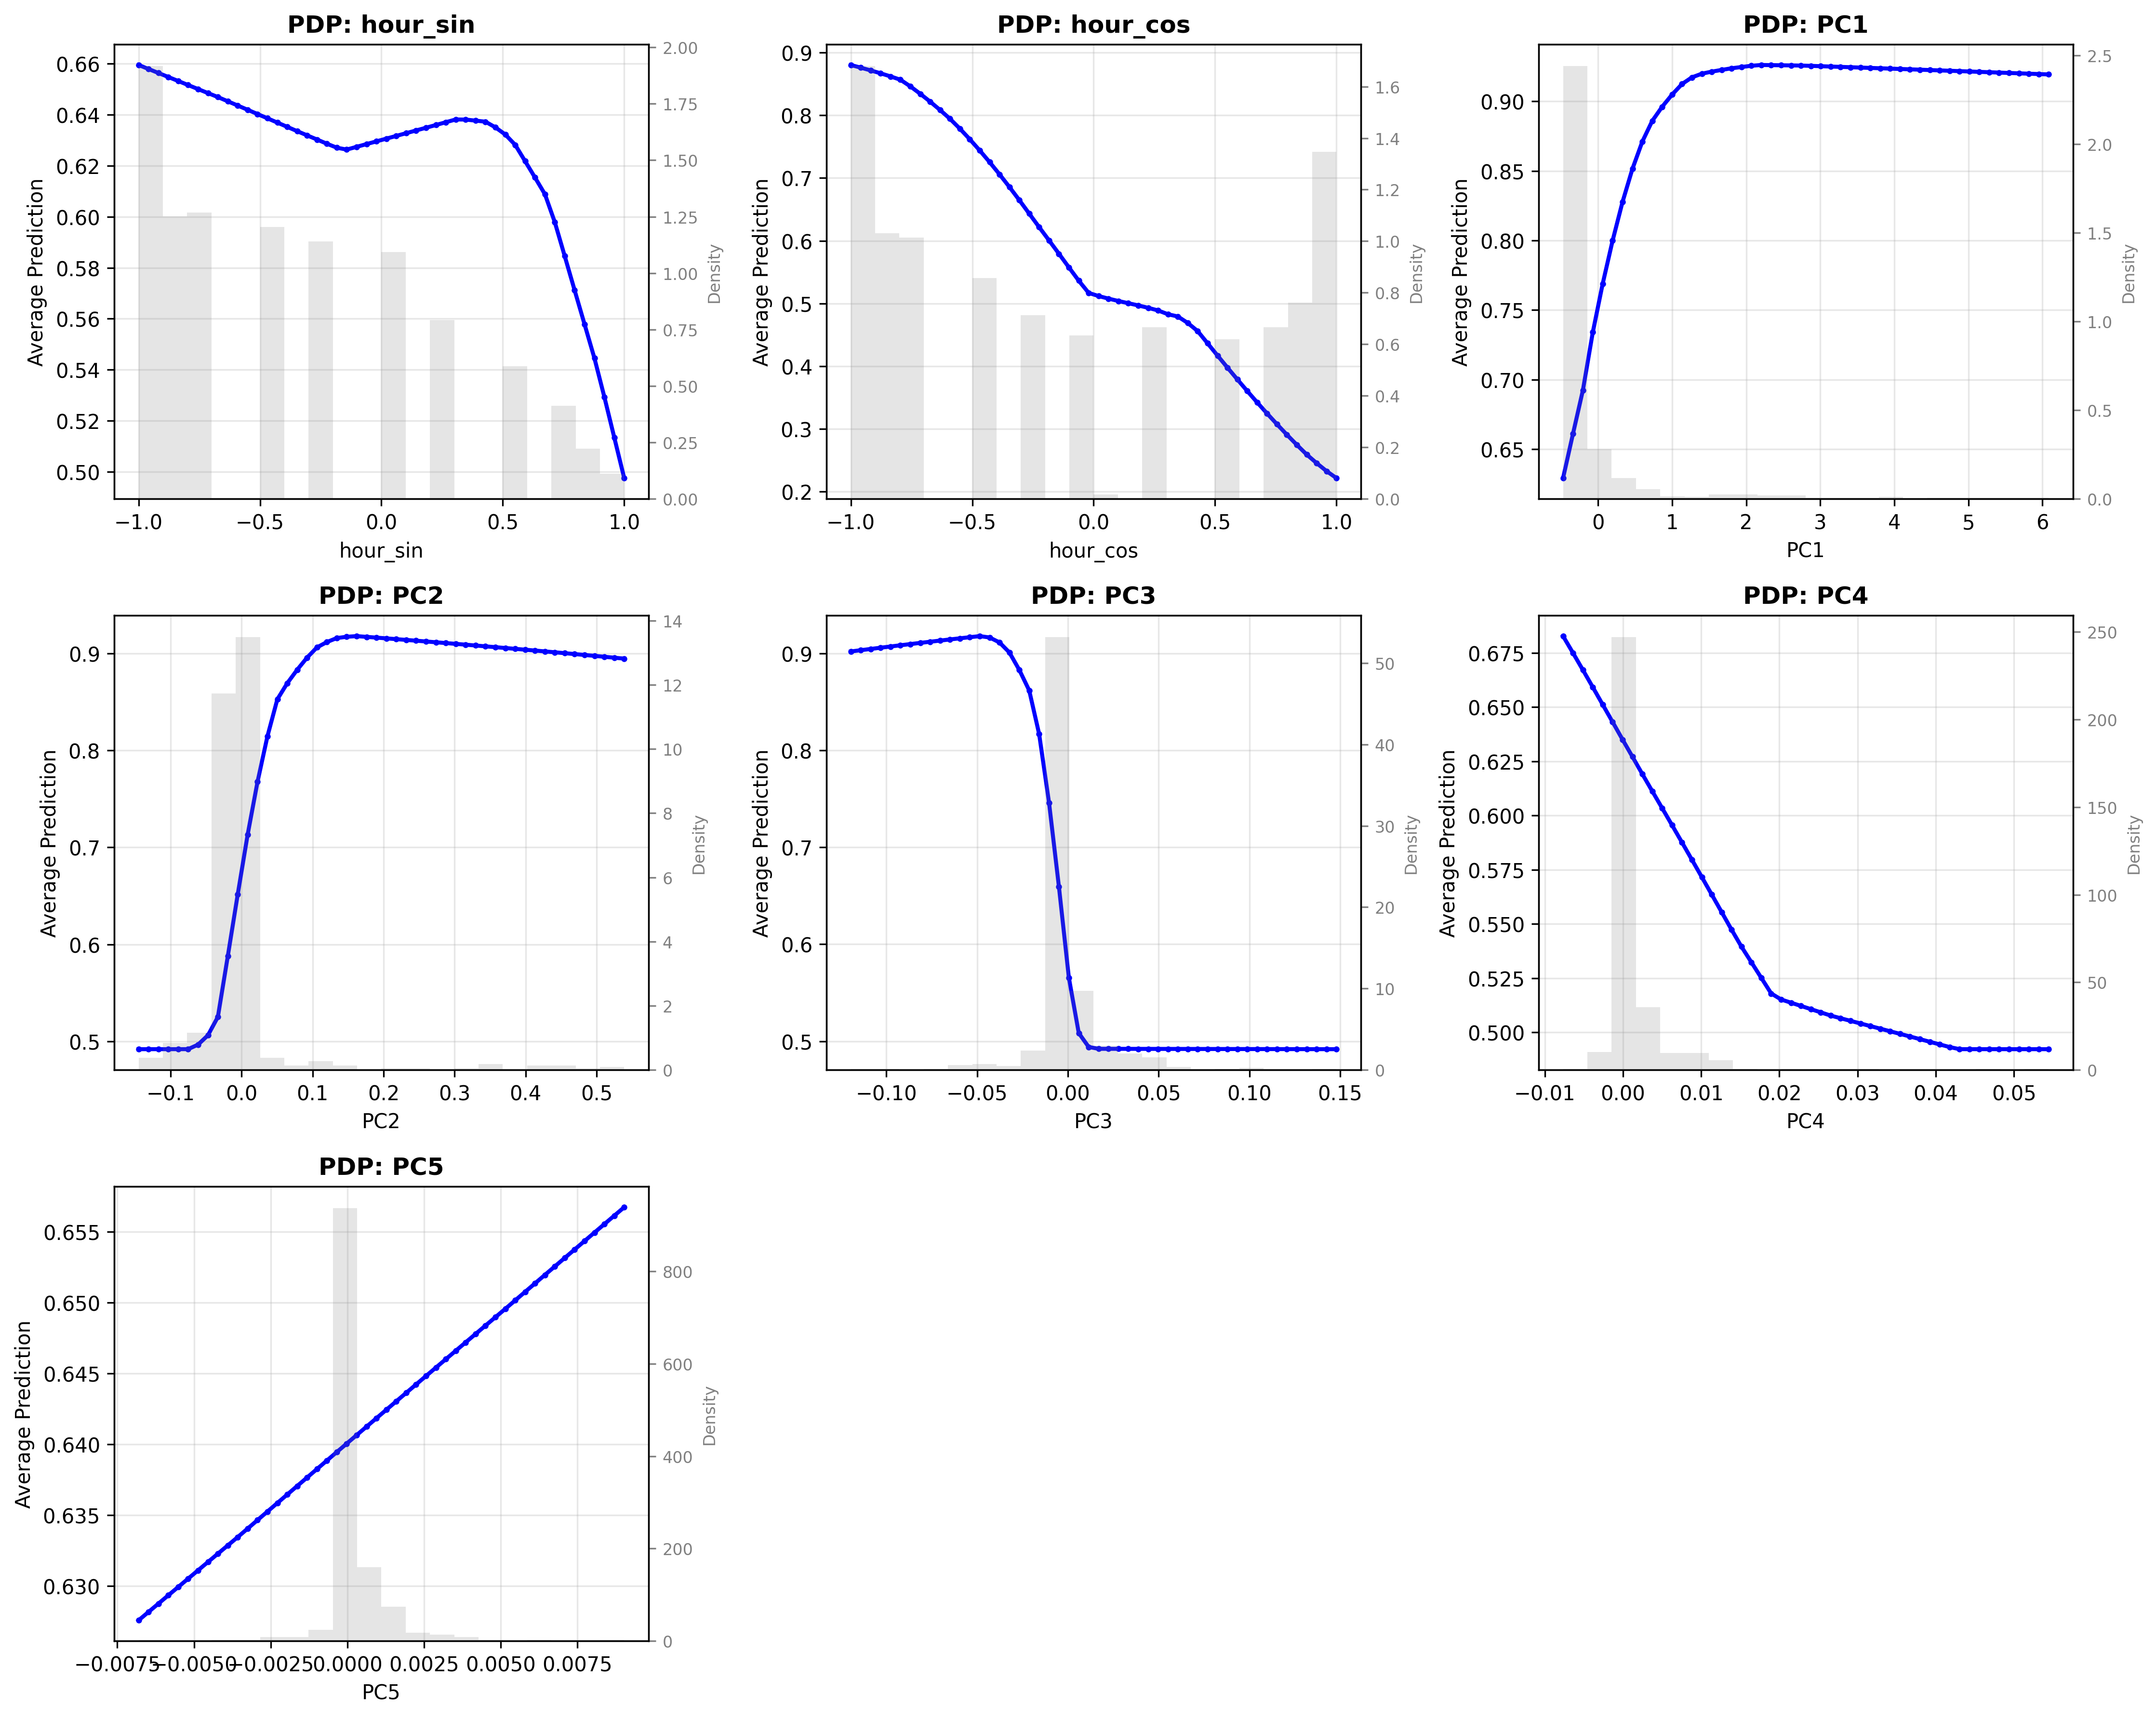 PDP: hour_sin
Average Prediction
0.66
0.64
0.62
0.60
0.58
0.56
0.54
0.52
0.50
2.00
1.75
1.50
1.25
1.00
0.75
0.50
0.25
0.00
Density
−1.0 −0.5 0.0 0.5 1.0
hour_sin
PDP: hour_cos
Average Prediction
0.9
0.8
0.7
0.6
0.5
0.4
0.3
0.2
1.6
1.4
1.2
1.0
0.8
0.6
0.4
0.2
0.0
Density
−1.0 −0.5 0.0 0.5 1.0
hour_cos
PDP: PC1
Average Prediction
0.90
0.85
0.80
0.75
0.70
0.65
2.5
2.0
1.5
1.0
0.5
0.0
Density
0 1 2 3 4 5 6
PC1
PDP: PC2
Average Prediction
0.9
0.8
0.7
0.6
0.5
14
12
10
8
6
4
2
0
Density
−0.1 0.0 0.1 0.2 0.3 0.4 0.5
PC2
PDP: PC3
Average Prediction
0.9
0.8
0.7
0.6
0.5
50
40
30
20
10
0
Density
−0.10 −0.05 0.00 0.05 0.10 0.15
PC3
PDP: PC4
Average Prediction
0.675
0.650
0.625
0.600
0.575
0.550
0.525
0.500
250
200
150
100
50
0
Density
−0.01 0.00 0.01 0.02 0.03 0.04 0.05
PC4
PDP: PC5
Average Prediction
0.655
0.650
0.645
0.640
0.635
0.630
800
600
400
200
0
Density
−0.0075 −0.0050 −0.0025 0.0000 0.0025 0.0050 0.0075
PC5